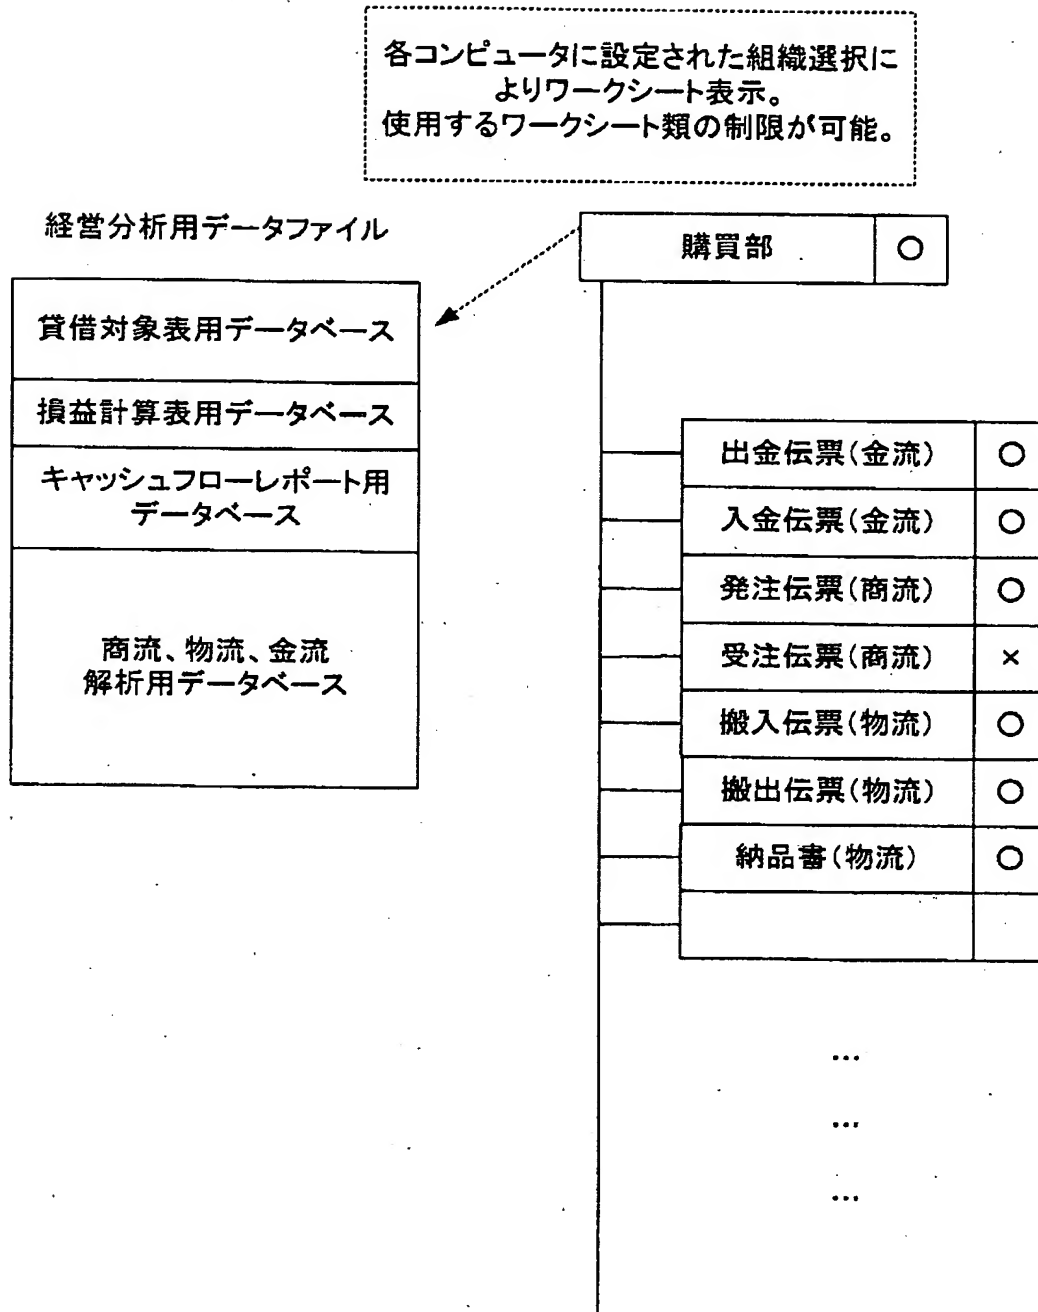 各コンピュータに設定された組織選択に
よりワークシート表示。
使用するワークシート類の制限が可能。
経営分析用データファイル
購買部 ○
貸借対象表用データベース
損益計算表用データベース
キャッシュフローレポート用
データベース
商流、物流、金流
解析用データベース
出金伝票(金流) ○
入金伝票(金流) ○
発注伝票(商流) ○
受注伝票(商流) ×
搬入伝票(物流) ○
搬出伝票(物流) ○
納品書(物流) ○
…
…
…